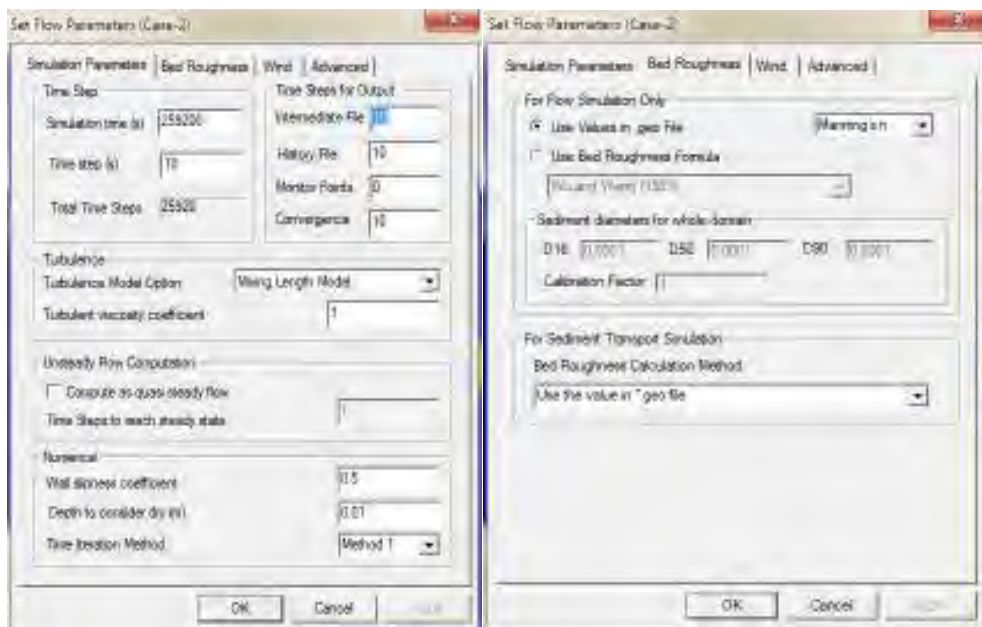 Set Flow Parameters (Case-2)
Simulation Parameters Bed Roughness Wind Advanced
Time Step
Simulation time (s) 259200
Time step (s) 10
Total Time Steps 25920
Time Steps for Output
Intermediate File 10
History File 10
Monitor Points 0
Convergence 10
Turbulence
Turbulence Model Option Mixing Length Model
Turbulent viscosity coefficient 1
Unsteady Flow Computation
Compute as quasi-steady flow
Time Steps to reach steady state 1
Numerical
Wall slipness coefficient 0.5
Depth to consider dry (m) 0.01
Time Iteration Method Method 1
OK Cancel
Set Flow Parameters (Case-2)
Simulation Parameters Bed Roughness Wind Advanced
For Flow Simulation Only
Use Values in .geo File Manning's n
Use Bed Roughness Formula
Wu and Wang (1999)
Sediment diameters for whole domain
D16 0.0001 D50 0.0001 D90 0.0001
Calibration Factor 1
For Sediment Transport Simulation
Bed Roughness Calculation Method
Use the value in *.geo file
OK Cancel